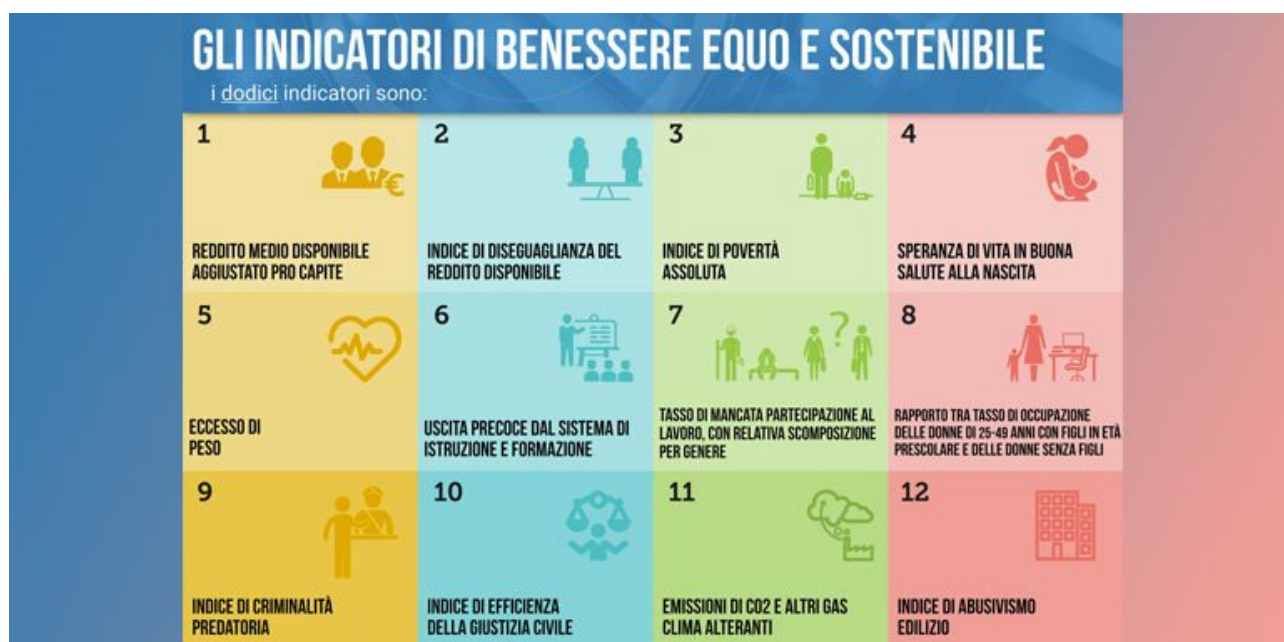 GLI INDICATORI DI BENESSERE EQUO E SOSTENIBILE
i dodici indicatori sono:
1
REDDITO MEDIO DISPONIBILE
AGGIUSTATO PRO CAPITE
2
INDICE DI DISEGUAGLIANZA DEL
REDDITO DISPONIBILE
3
INDICE DI POVERTÀ
ASSOLUTA
4
SPERANZA DI VITA IN BUONA
SALUTE ALLA NASCITA
5
ECCESSO DI
PESO
6
USCITA PRECOCE DAL SISTEMA DI
ISTRUZIONE E FORMAZIONE
7
?
TASSO DI MANCATA PARTECIPAZIONE AL
LAVORO, CON RELATIVA SCOMPOSIZIONE
PER GENERE
8
RAPPORTO TRA TASSO DI OCCUPAZIONE
DELLE DONNE DI 25-49 ANNI CON FIGLI IN ETÀ
PRESCOLARE E DELLE DONNE SENZA FIGLI
9
INDICE DI CRIMINALITÀ
PREDATORIA
10
INDICE DI EFFICIENZA
DELLA GIUSTIZIA CIVILE
11
EMISSIONI DI CO2 E ALTRI GAS
CLIMA ALTERANTI
12
INDICE DI ABUSIVISMO
EDILIZIO